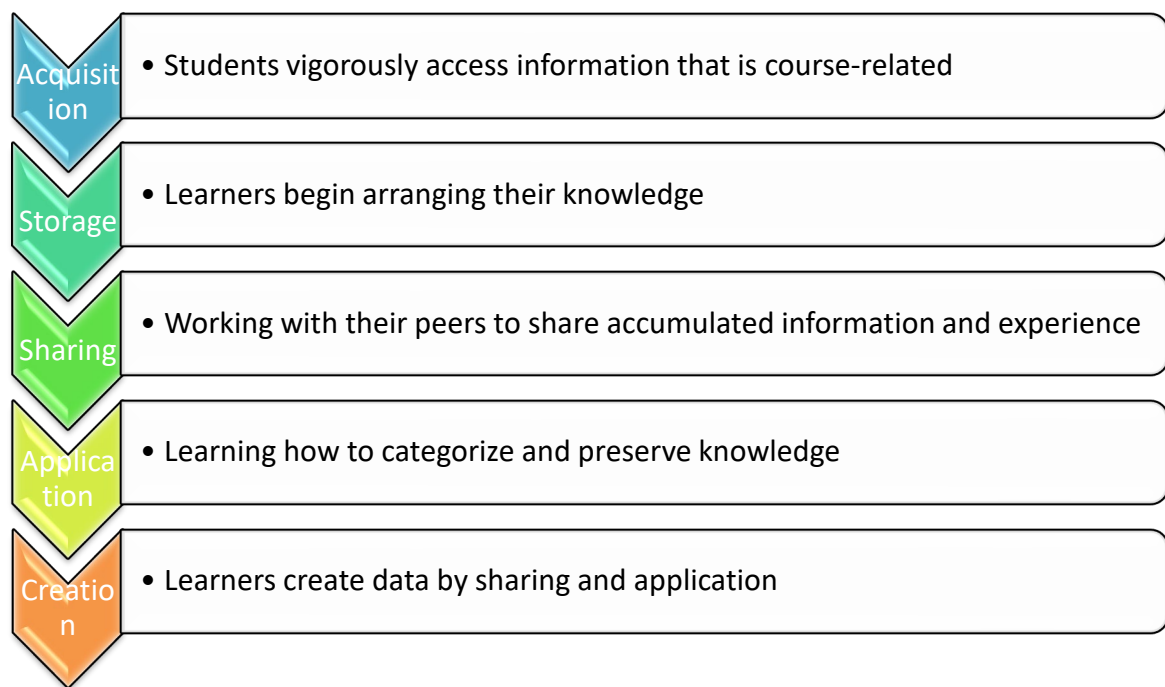 Acquisit
ion
• Students vigorously access information that is course-related
Storage
• Learners begin arranging their knowledge
Sharing
• Working with their peers to share accumulated information and experience
Applica
tion
• Learning how to categorize and preserve knowledge
Creatio
n
• Learners create data by sharing and application